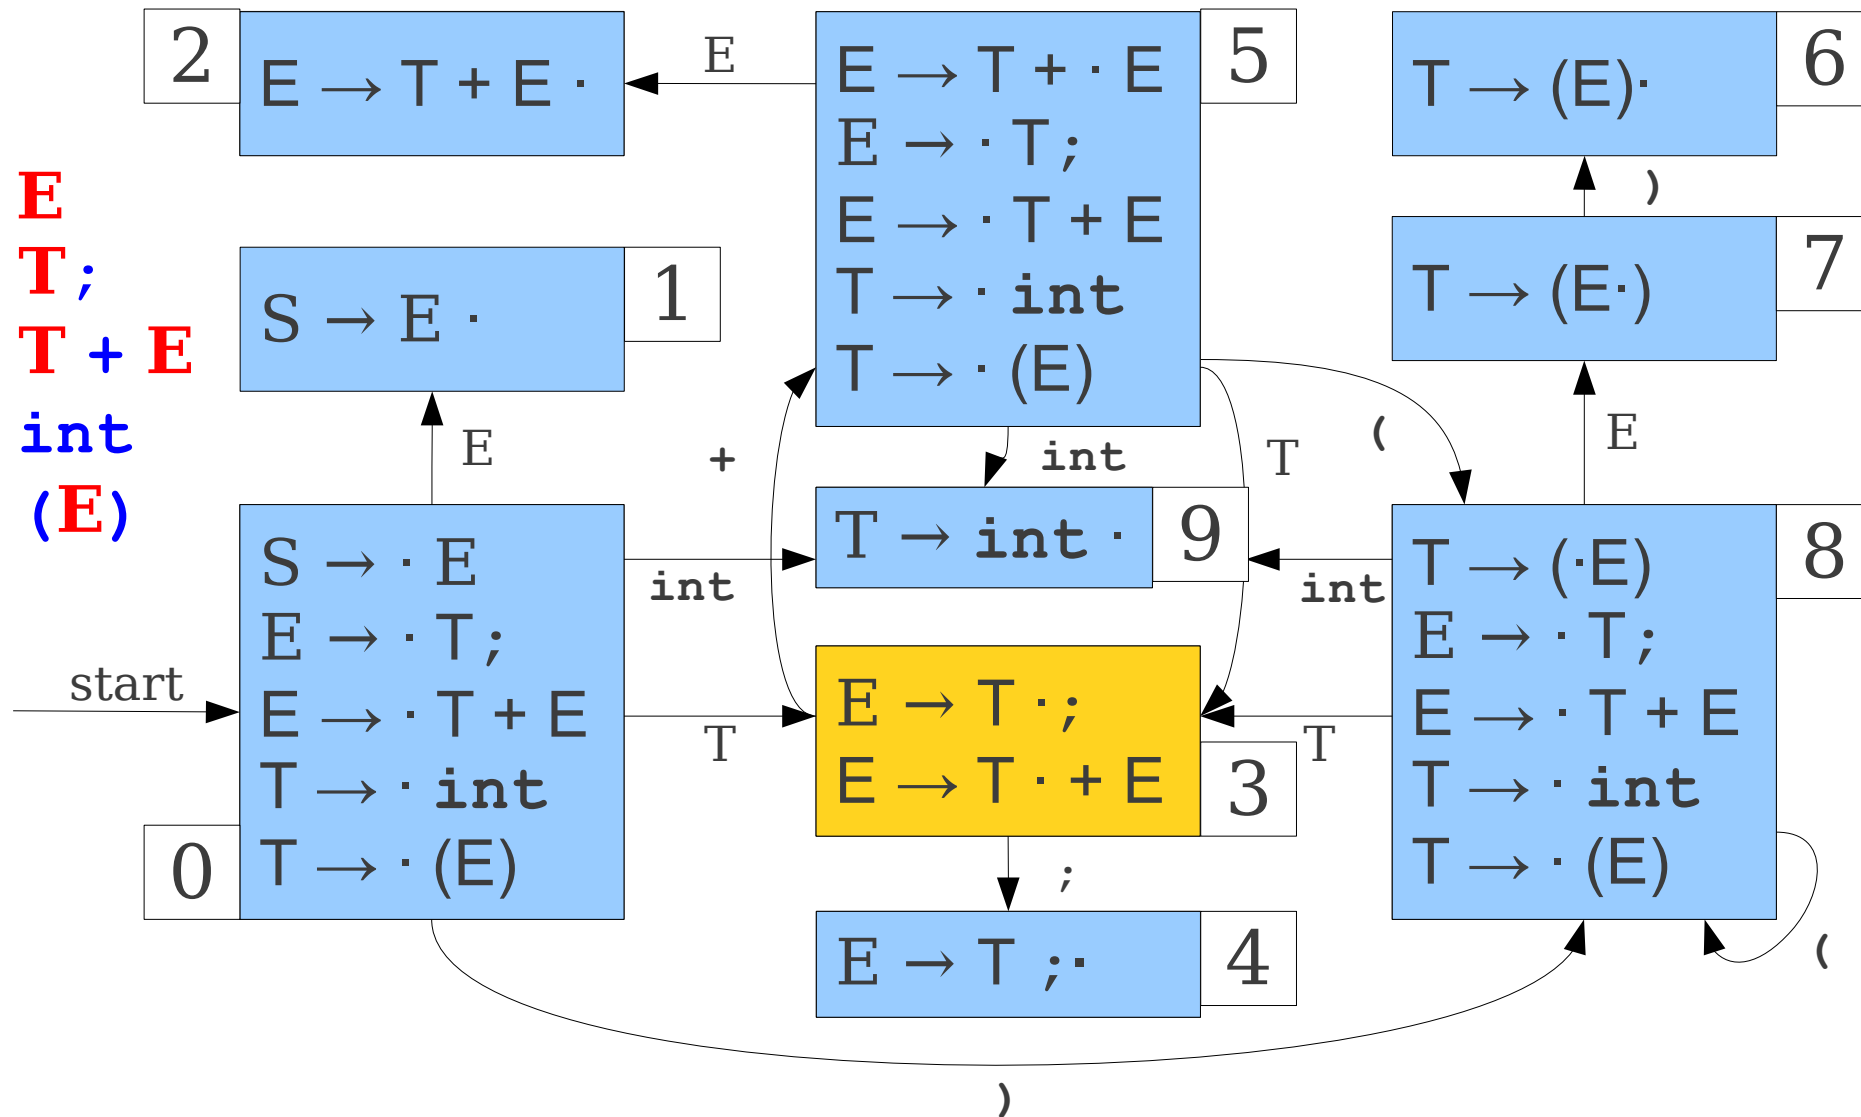 E
T ;
T + E
int
(E)
2
E → T + E ·
E
5
E → T + · E
E → · T ;
E → · T + E
T → · int
T → · (E)
6
T → (E)·
)
7
T → (E·)
1
S → E ·
E
+
int
T
(
E
T → int ·
9
start
0
S → · E
E → · T ;
E → · T + E
T → · int
T → · (E)
int
T
E → T · ;
E → T · + E
3
;
E → T ;·
4
int
T
8
T → (·E)
E → · T ;
E → · T + E
T → · int
T → · (E)
(
)